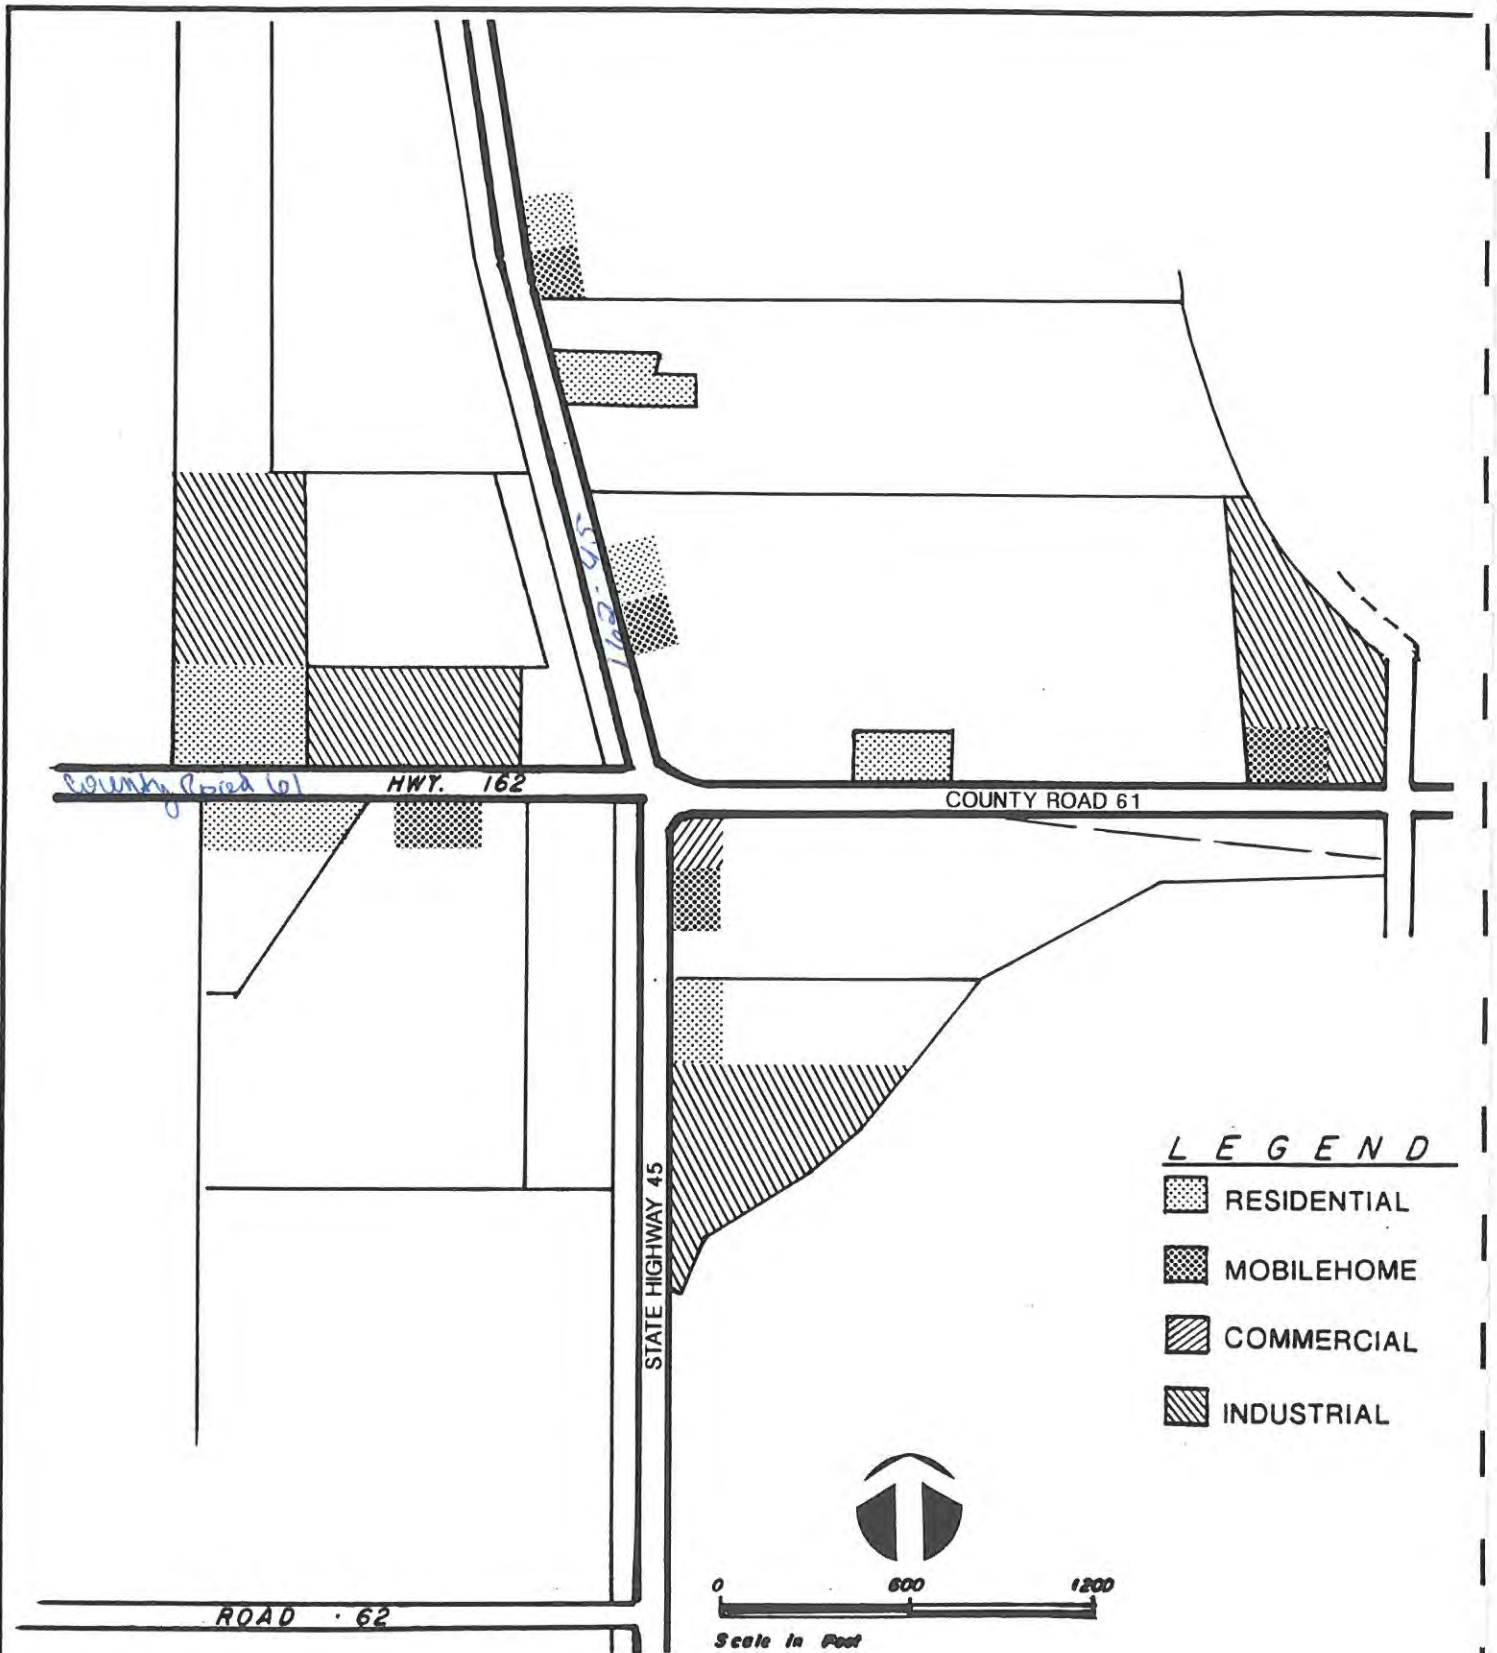 162-45
County Road 61
HWY. 162
COUNTY ROAD 61
STATE HIGHWAY 45
LEGEND
RESIDENTIAL
MOBILEHOME
COMMERCIAL
INDUSTRIAL
0 600 1200
Scale in Feet
ROAD 62